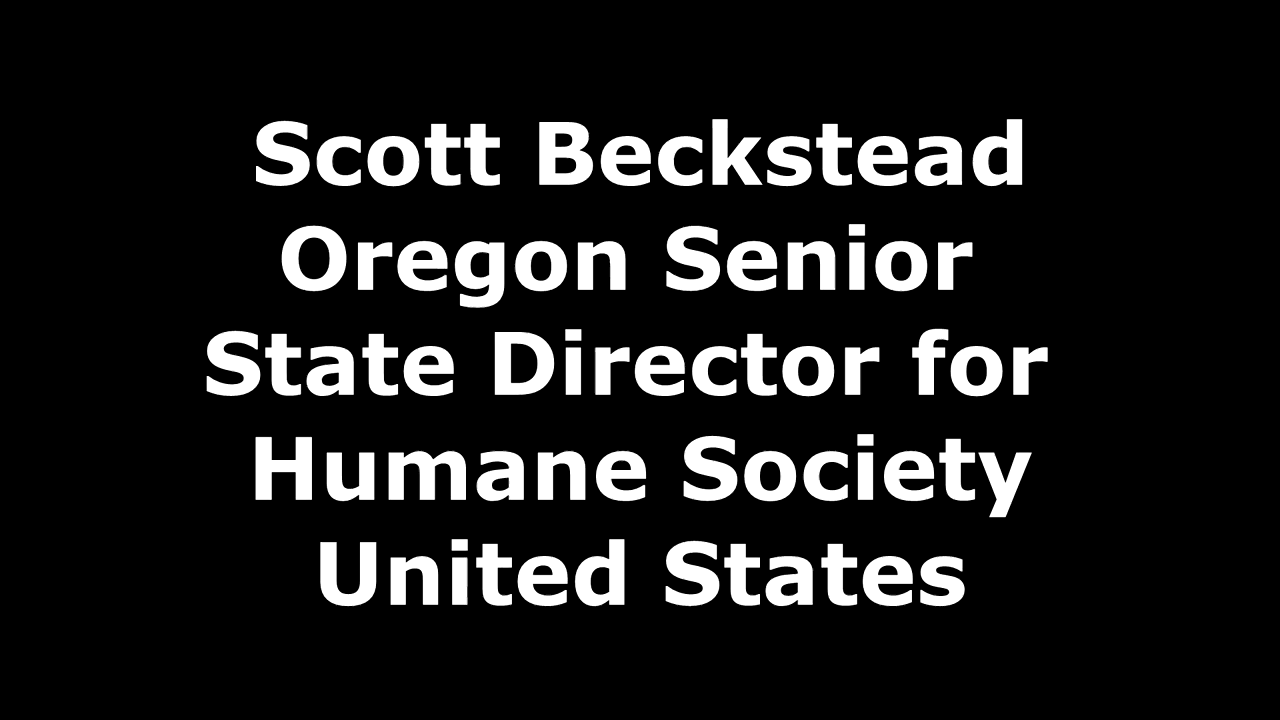 Scott Beckstead
Oregon Senior
State Director for
Humane Society
United States